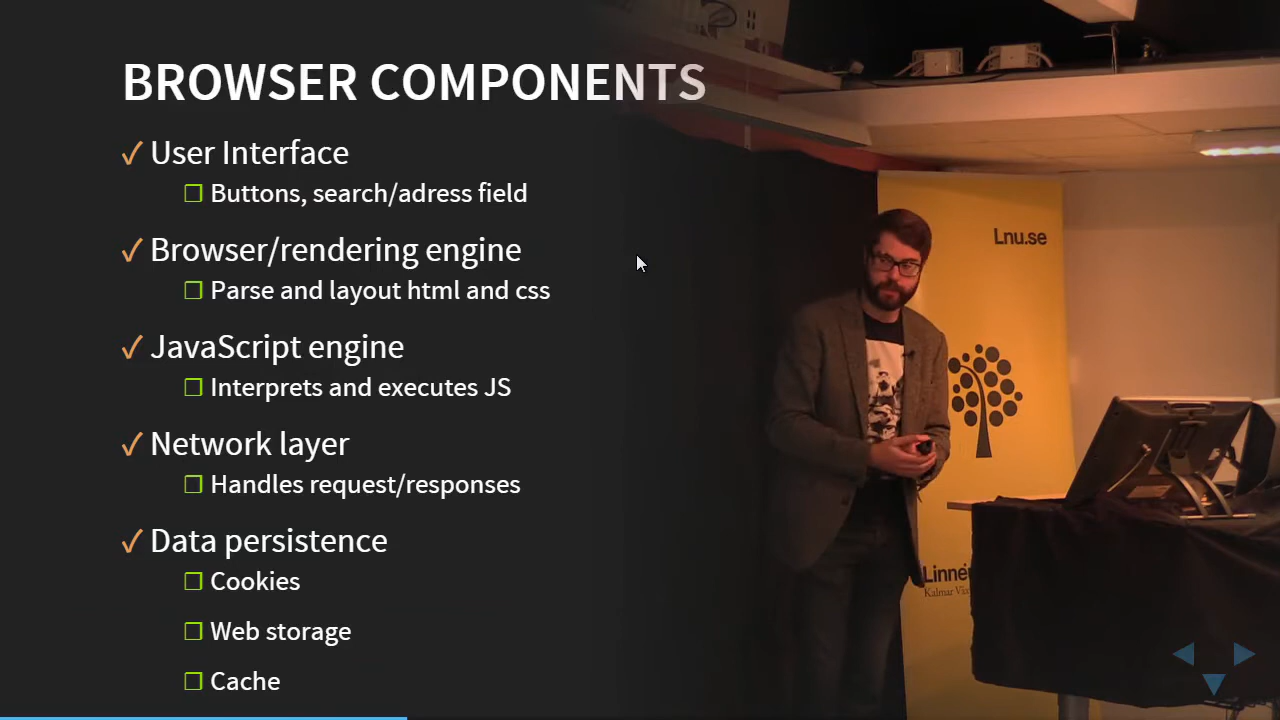 BROWSER COMPONENTS
User Interface
Buttons, search/adress field
Browser/rendering engine
Parse and layout html and css
JavaScript engine
Interprets and executes JS
Network layer
Handles request/responses
Data persistence
Cookies
Web storage
Cache
Lnu.se
Linné
Kalmar